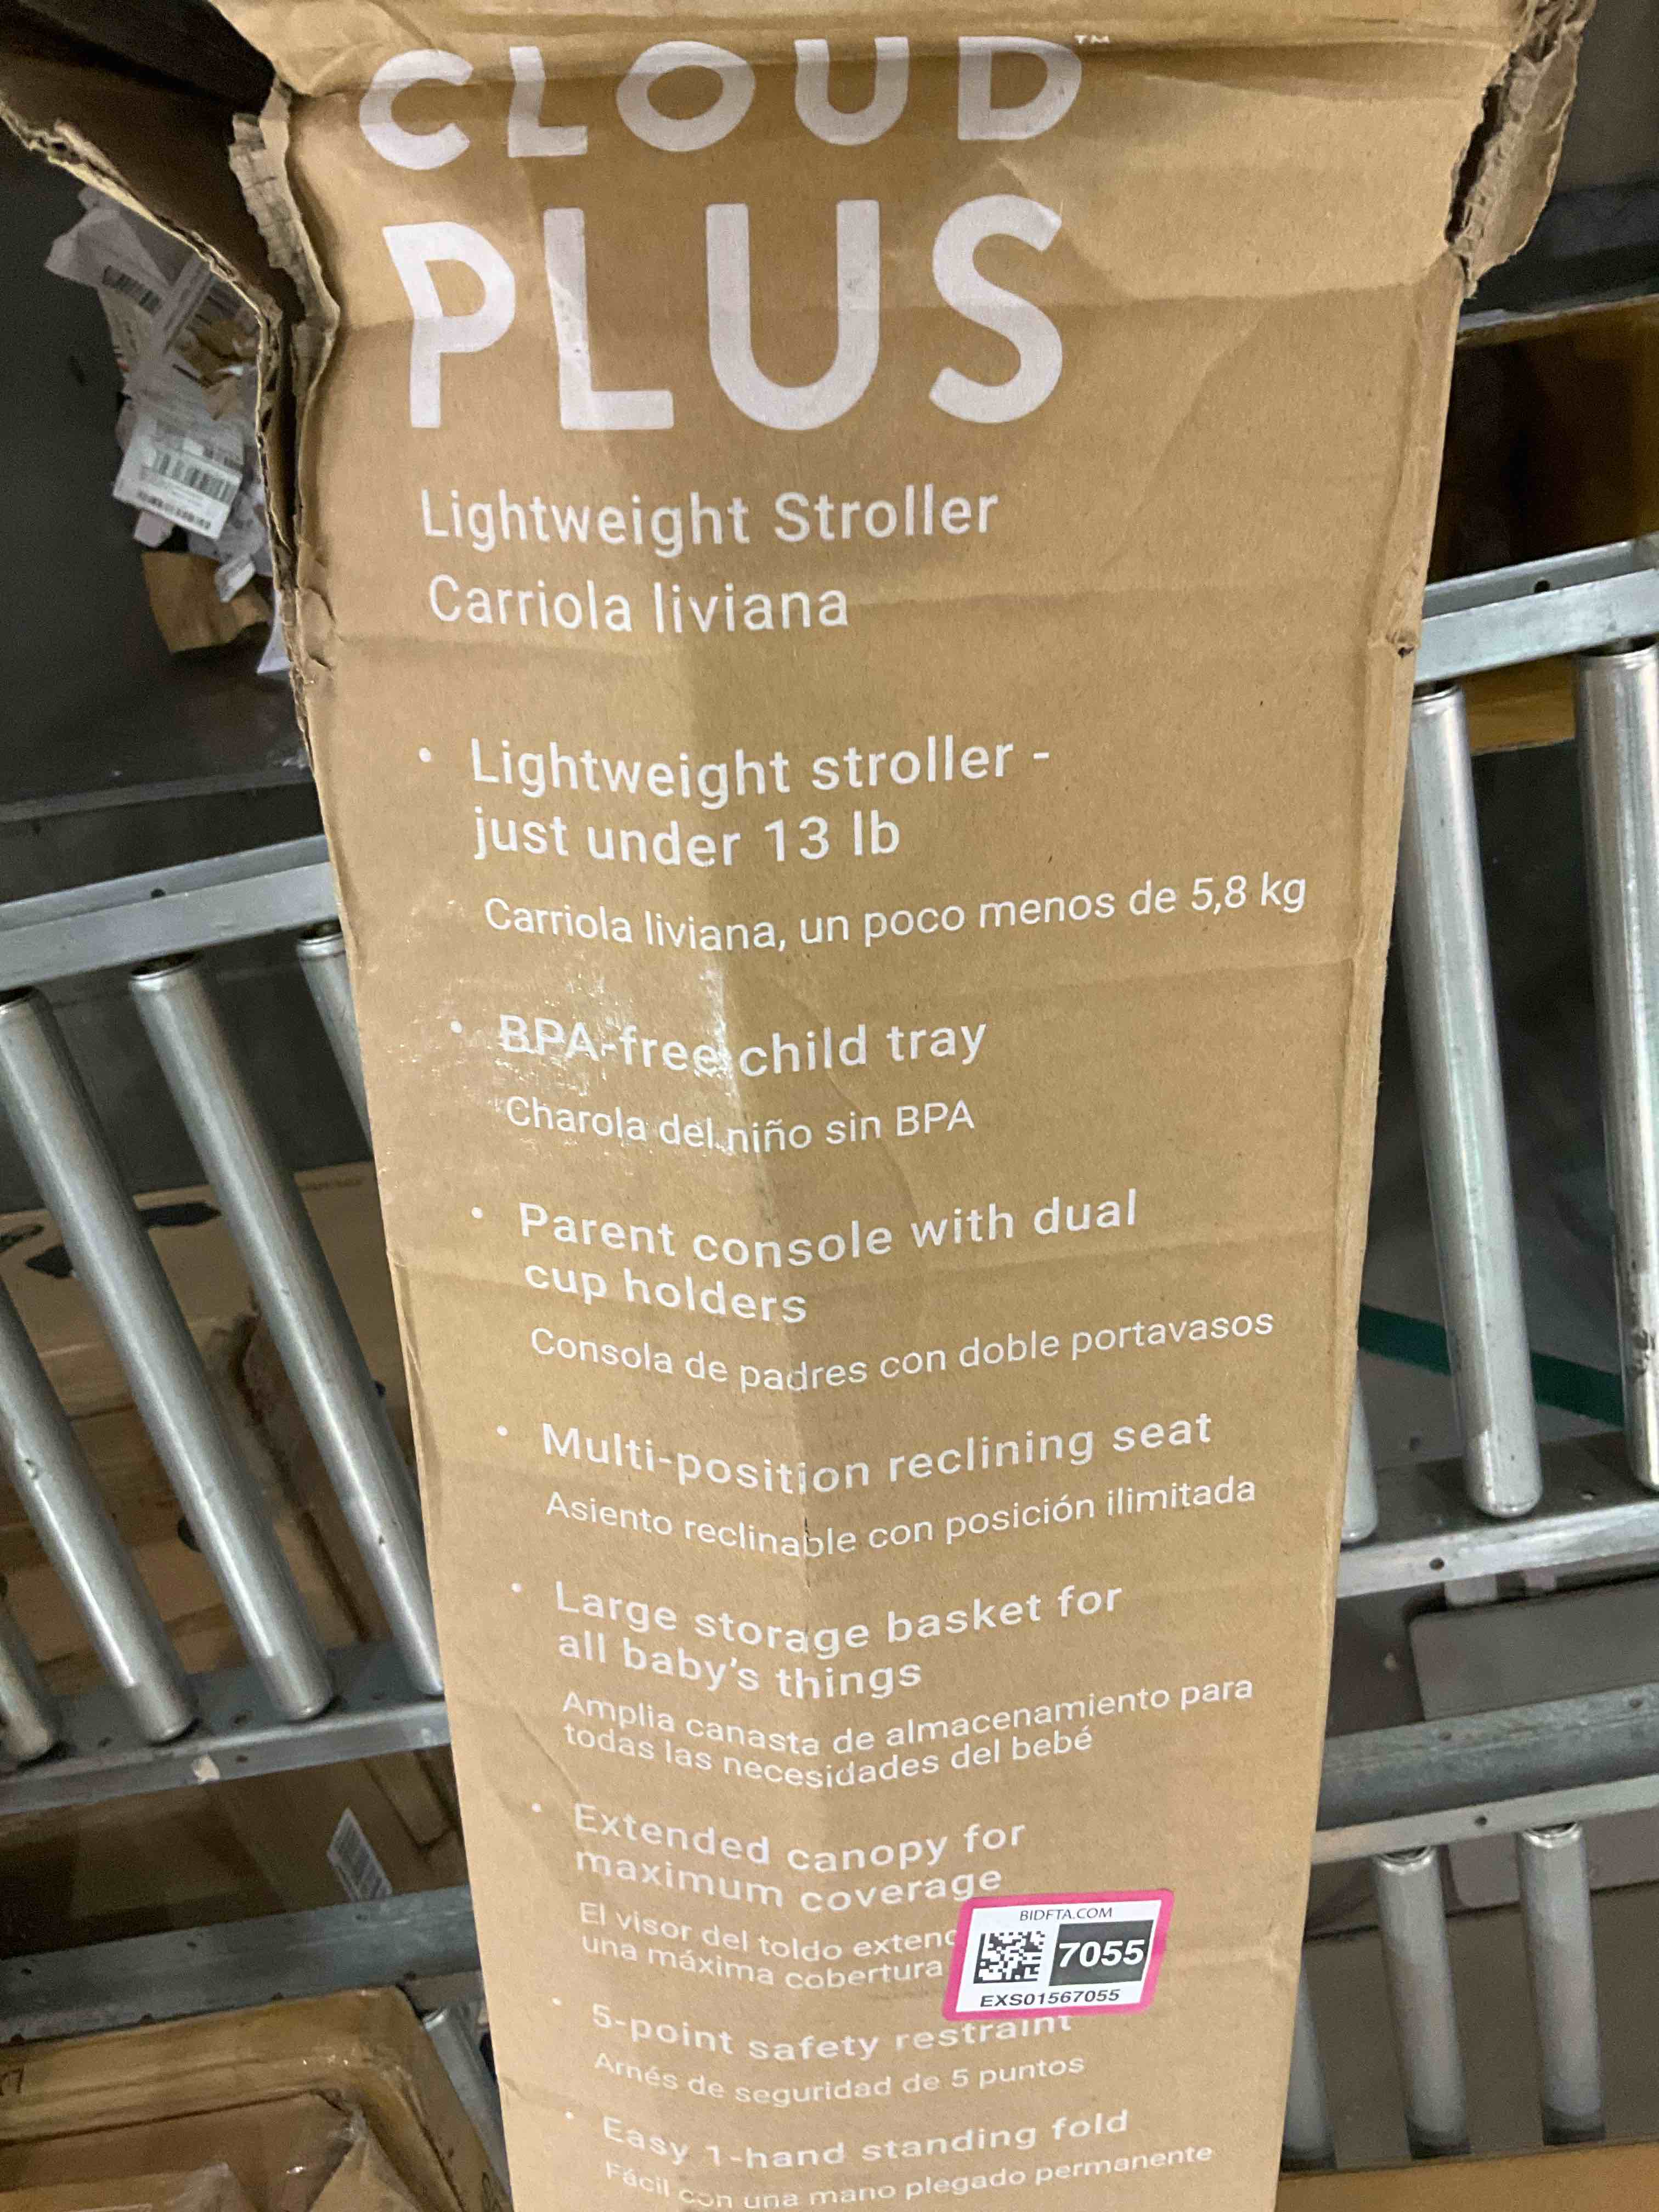 CLOUD™
PLUS
Lightweight Stroller
Carriola liviana
• Lightweight stroller -
just under 13 lb
Carriola liviana, un poco menos de 5,8 kg
• BPA-free child tray
Charola del niño sin BPA
• Parent console with dual
cup holders
Consola de padres con doble portavasos
• Multi-position reclining seat
Asiento reclinable con posición ilimitada
• Large storage basket for
all baby's things
Amplia canasta de almacenamiento para
todas las necesidades del bebé
• Extended canopy for
maximum coverage
El visor del toldo
una máxima cobertura
BIDFTA.COM
7055
EXS01567055
• 5-point safety restraint
Arnés de seguridad de 5 puntos
• Easy 1-hand standing fold
Fácil con una mano plegado permanente